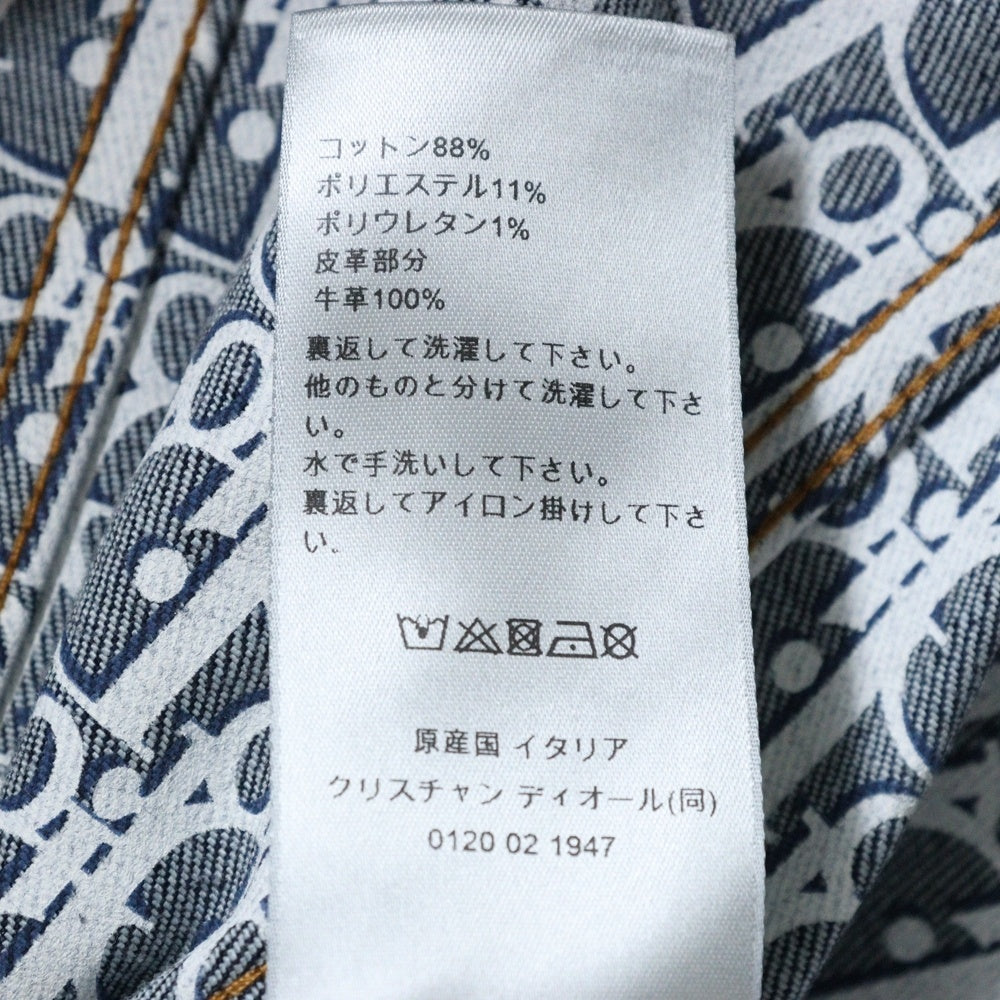 コットン88%
ポリエステル11%
ポリウレタン1%
皮革部分
牛革100%
裏返して洗濯して下さい。
他のものと分けて洗濯して下さ
い。
水で手洗いして下さい。
裏返してアイロン掛けして下さ
い.
原産国 イタリア
クリスチャン ディオール(同)
0120 02 1947